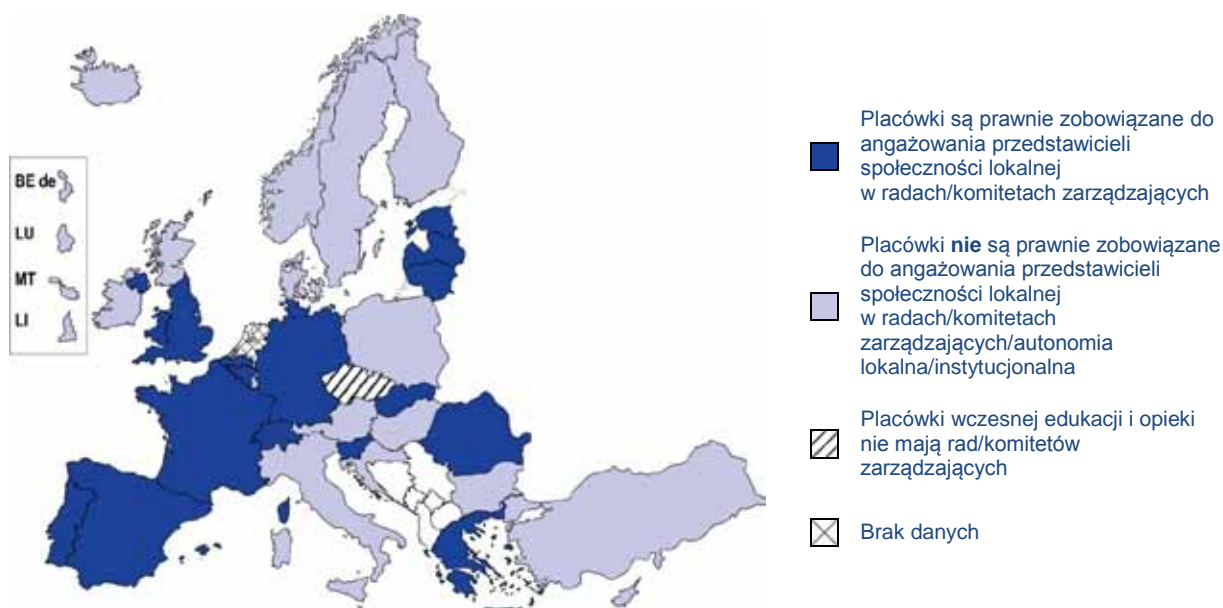 BE de
LU
MT
LI
Placówki są prawnie zobowiązane do
angażowania przedstawicieli
społeczności lokalnej
w radach/komitetach zarządzających
Placówki nie są prawnie zobowiązane
do angażowania przedstawicieli
społeczności lokalnej
w radach/komitetach
zarządzających/autonomia
lokalna/instytucjonalna
Placówki wczesnej edukacji i opieki
nie mają rad/komitetów
zarządzających
Brak danych